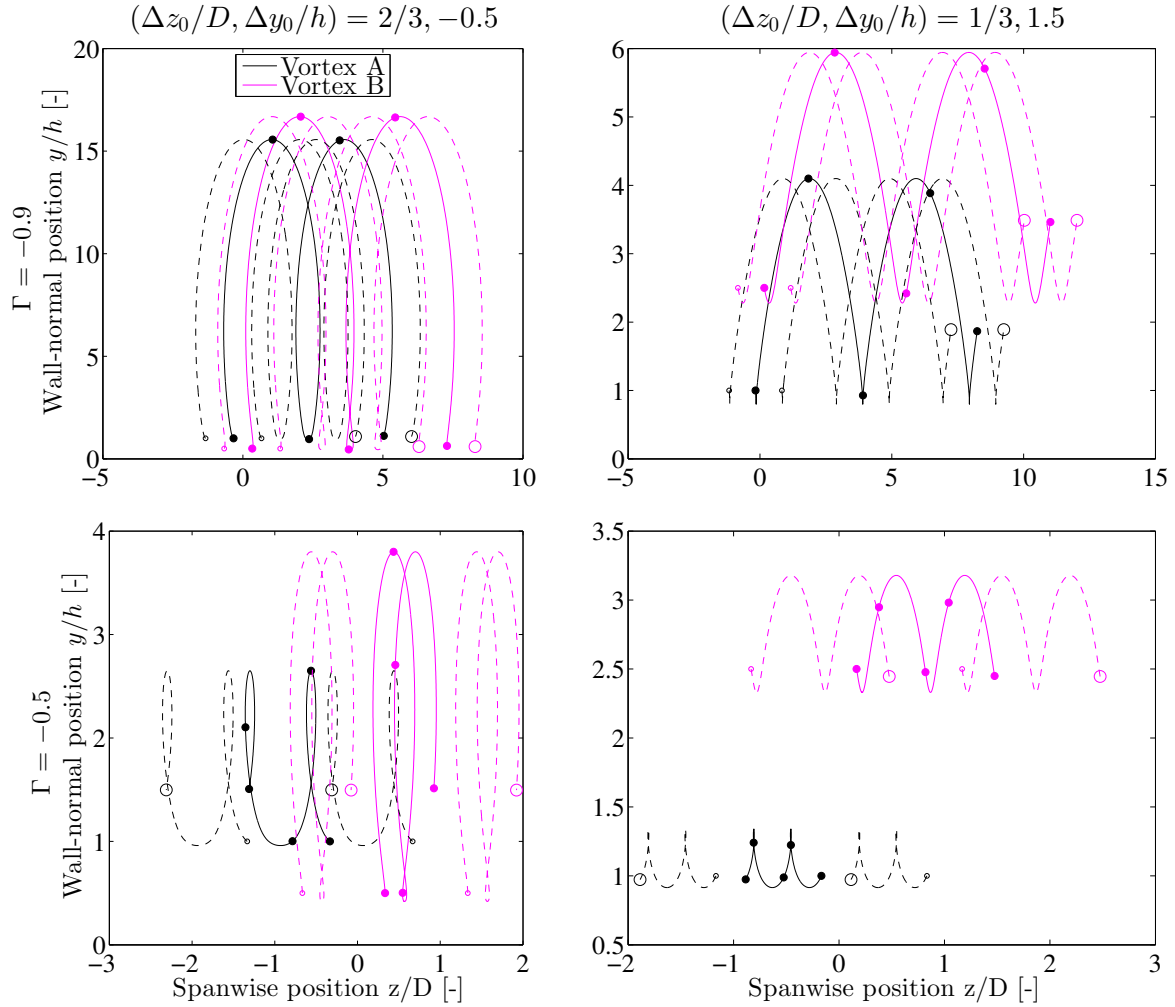 (Δz₀/D, Δy₀/h) = 2/3, −0.5
(Δz₀/D, Δy₀/h) = 1/3, 1.5
Γ = −0.9
Wall-normal position y/h [-]
20
15
10
5
0
Vortex A
Vortex B
−5 0 5 10
6
5
4
3
2
1
0
−5 0 5 10 15
Γ = −0.5
Wall-normal position y/h [-]
4
3
2
1
0
−3 −2 −1 0 1 2
Spanwise position z/D [-]
3.5
3
2.5
2
1.5
1
0.5
−2 −1 0 1 2 3
Spanwise position z/D [-]